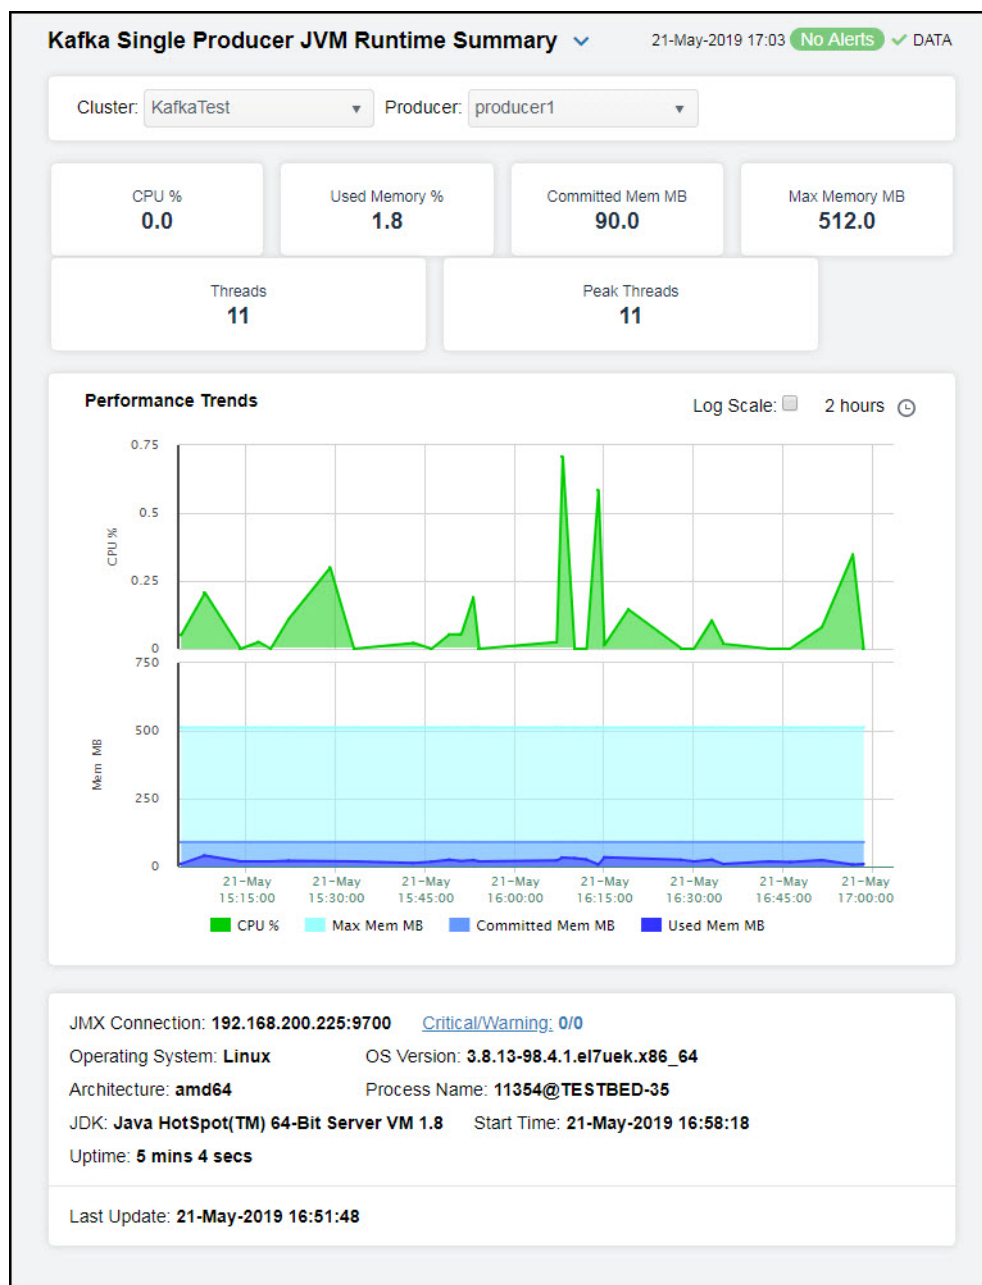 Kafka Single Producer JVM Runtime Summary 21-May-2019 17:03 No Alerts DATA
Cluster: KafkaTest Producer: producer1
CPU % Used Memory % Committed Mem MB Max Memory MB
0.0 1.8 90.0 512.0
Threads Peak Threads
11 11
Performance Trends Log Scale: 2 hours
0.75
0.5
CPU %
0.25
0
750
500
Mem MB
250
0
21-May 21-May 21-May 21-May 21-May 21-May 21-May 21-May
15:15:00 15:30:00 15:45:00 16:00:00 16:15:00 16:30:00 16:45:00 17:00:00
CPU % Max Mem MB Committed Mem MB Used Mem MB
JMX Connection: 192.168.200.225:9700 Critical/Warning: 0/0
Operating System: Linux OS Version: 3.8.13-98.4.1.el7uek.x86_64
Architecture: amd64 Process Name: 11354@TESTBED-35
JDK: Java HotSpot(TM) 64-Bit Server VM 1.8 Start Time: 21-May-2019 16:58:18
Uptime: 5 mins 4 secs
Last Update: 21-May-2019 16:51:48